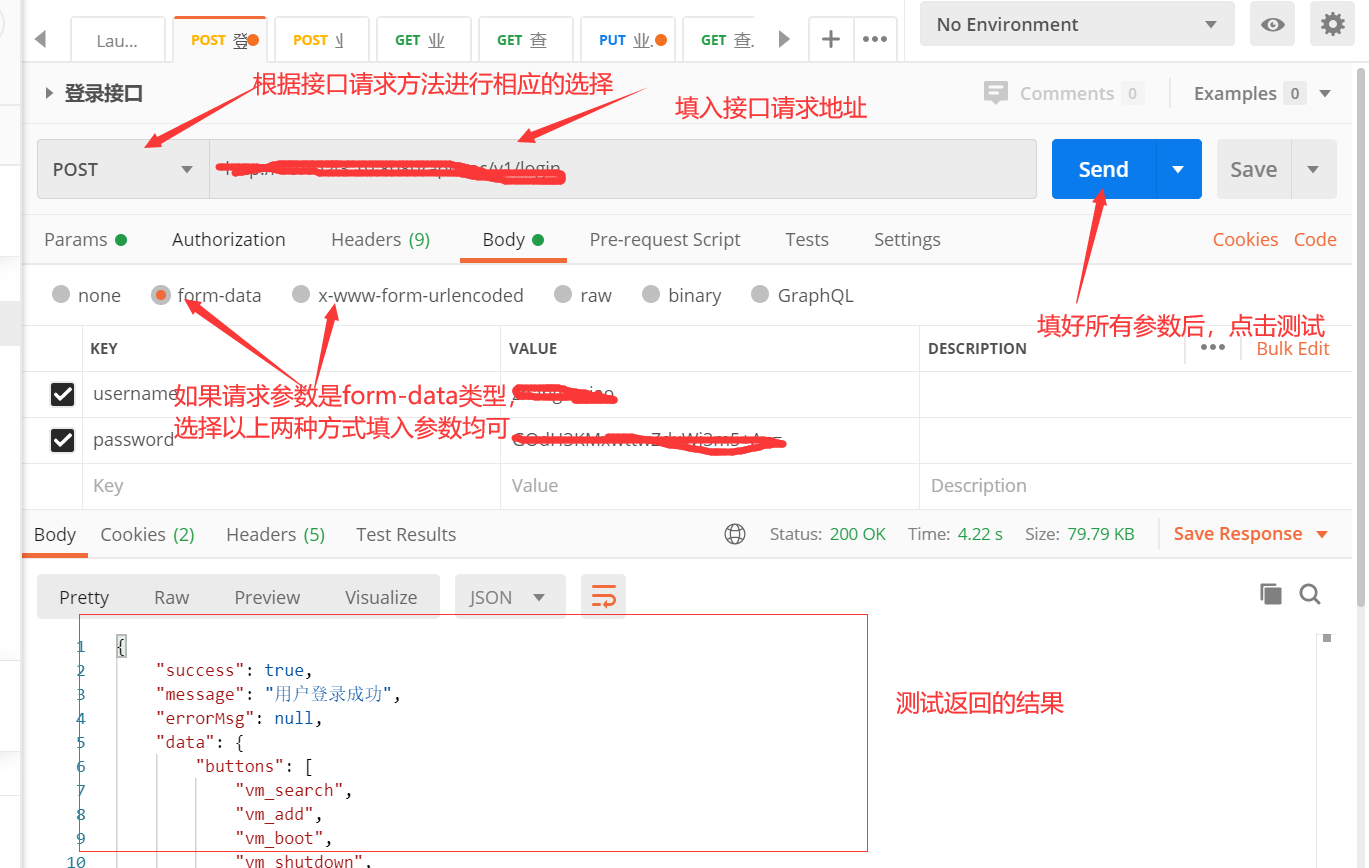 Lau...
POST 登
POST
GET 业
GET 查
PUT 业.
GET 查.
No Environment
登录接口
根据接口请求方法进行相应的选择
填入接口请求地址
Comments 0
Examples 0
POST
/v1/login
Send
Save
Params
Authorization
Headers (9)
Body
Pre-request Script
Tests
Settings
Cookies
Code
none
form-data
x-www-form-urlencoded
raw
binary
GraphQL
填好所有参数后，点击测试
KEY
VALUE
DESCRIPTION
Bulk Edit
username
如果请求参数是form-data类型，
选择以上两种方式填入参数均可
password
Key
Value
Description
Body
Cookies (2)
Headers (5)
Test Results
Status: 200 OK
Time: 4.22 s
Size: 79.79 KB
Save Response
Pretty
Raw
Preview
Visualize
JSON
1 {
2 "success": true,
3 "message": "用户登录成功",
4 "errorMsg": null,
5 "data": {
6 "buttons": [
7 "vm_search",
8 "vm_add",
9 "vm_boot",
10 "vm_shutdown",
测试返回的结果